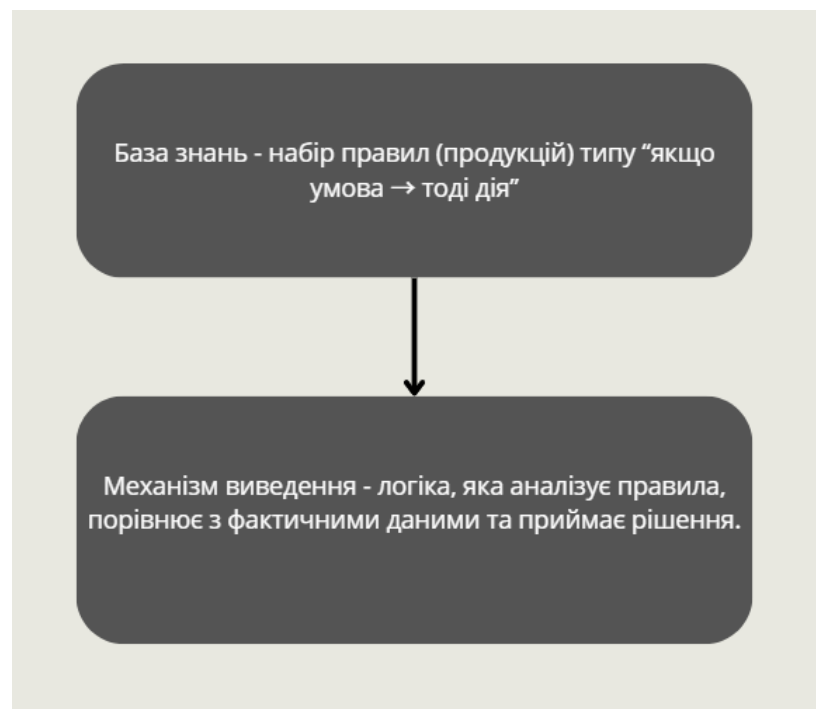 База знань - набір правил (продукцій) типу “якщо
умова → тоді дія”
Механізм виведення - логіка, яка аналізує правила,
порівнює з фактичними даними та приймає рішення.